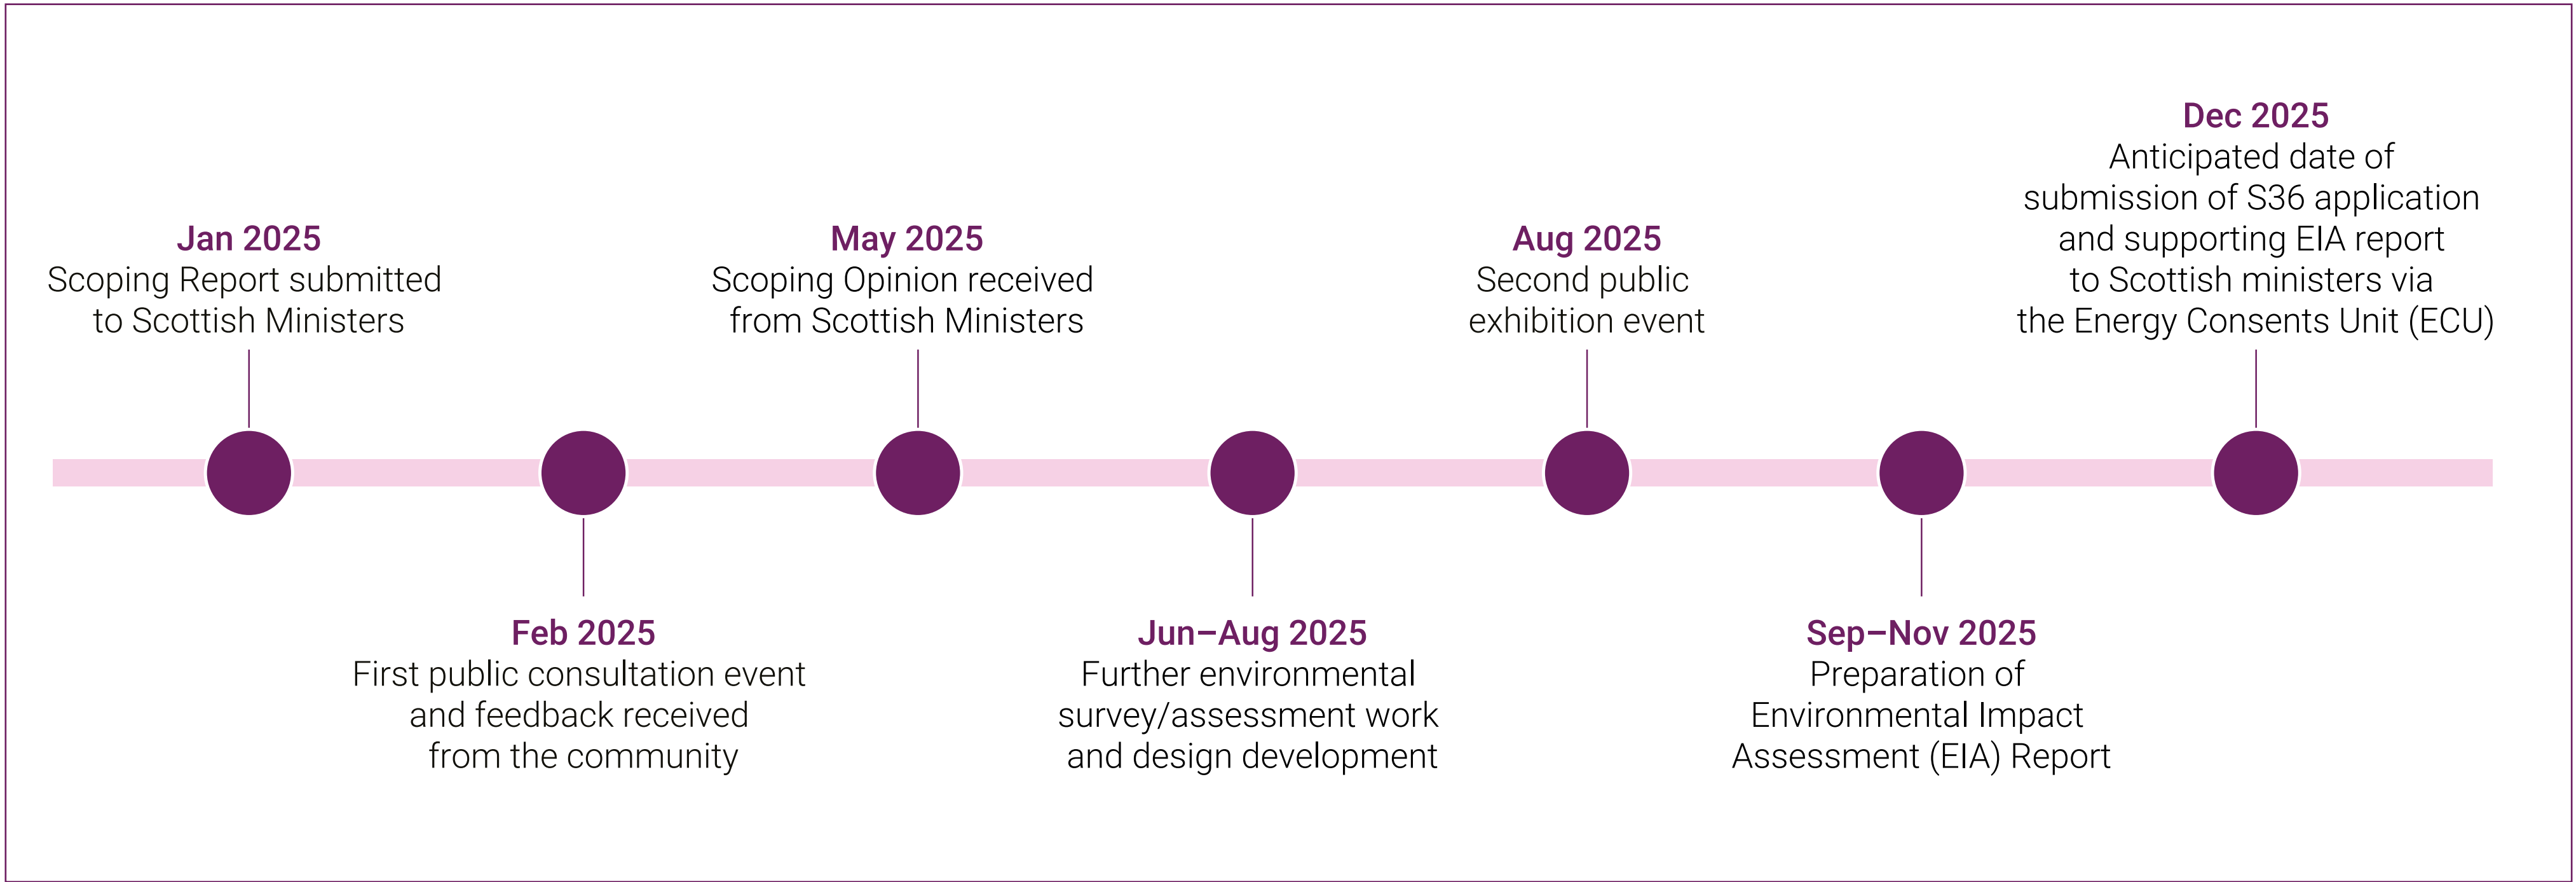 Jan 2025
Scoping Report submitted
to Scottish Ministers
Feb 2025
First public consultation event
and feedback received
from the community
May 2025
Scoping Opinion received
from Scottish Ministers
Jun–Aug 2025
Further environmental
survey/assessment work
and design development
Aug 2025
Second public
exhibition event
Sep–Nov 2025
Preparation of
Environmental Impact
Assessment (EIA) Report
Dec 2025
Anticipated date of
submission of S36 application
and supporting EIA report
to Scottish ministers via
the Energy Consents Unit (ECU)